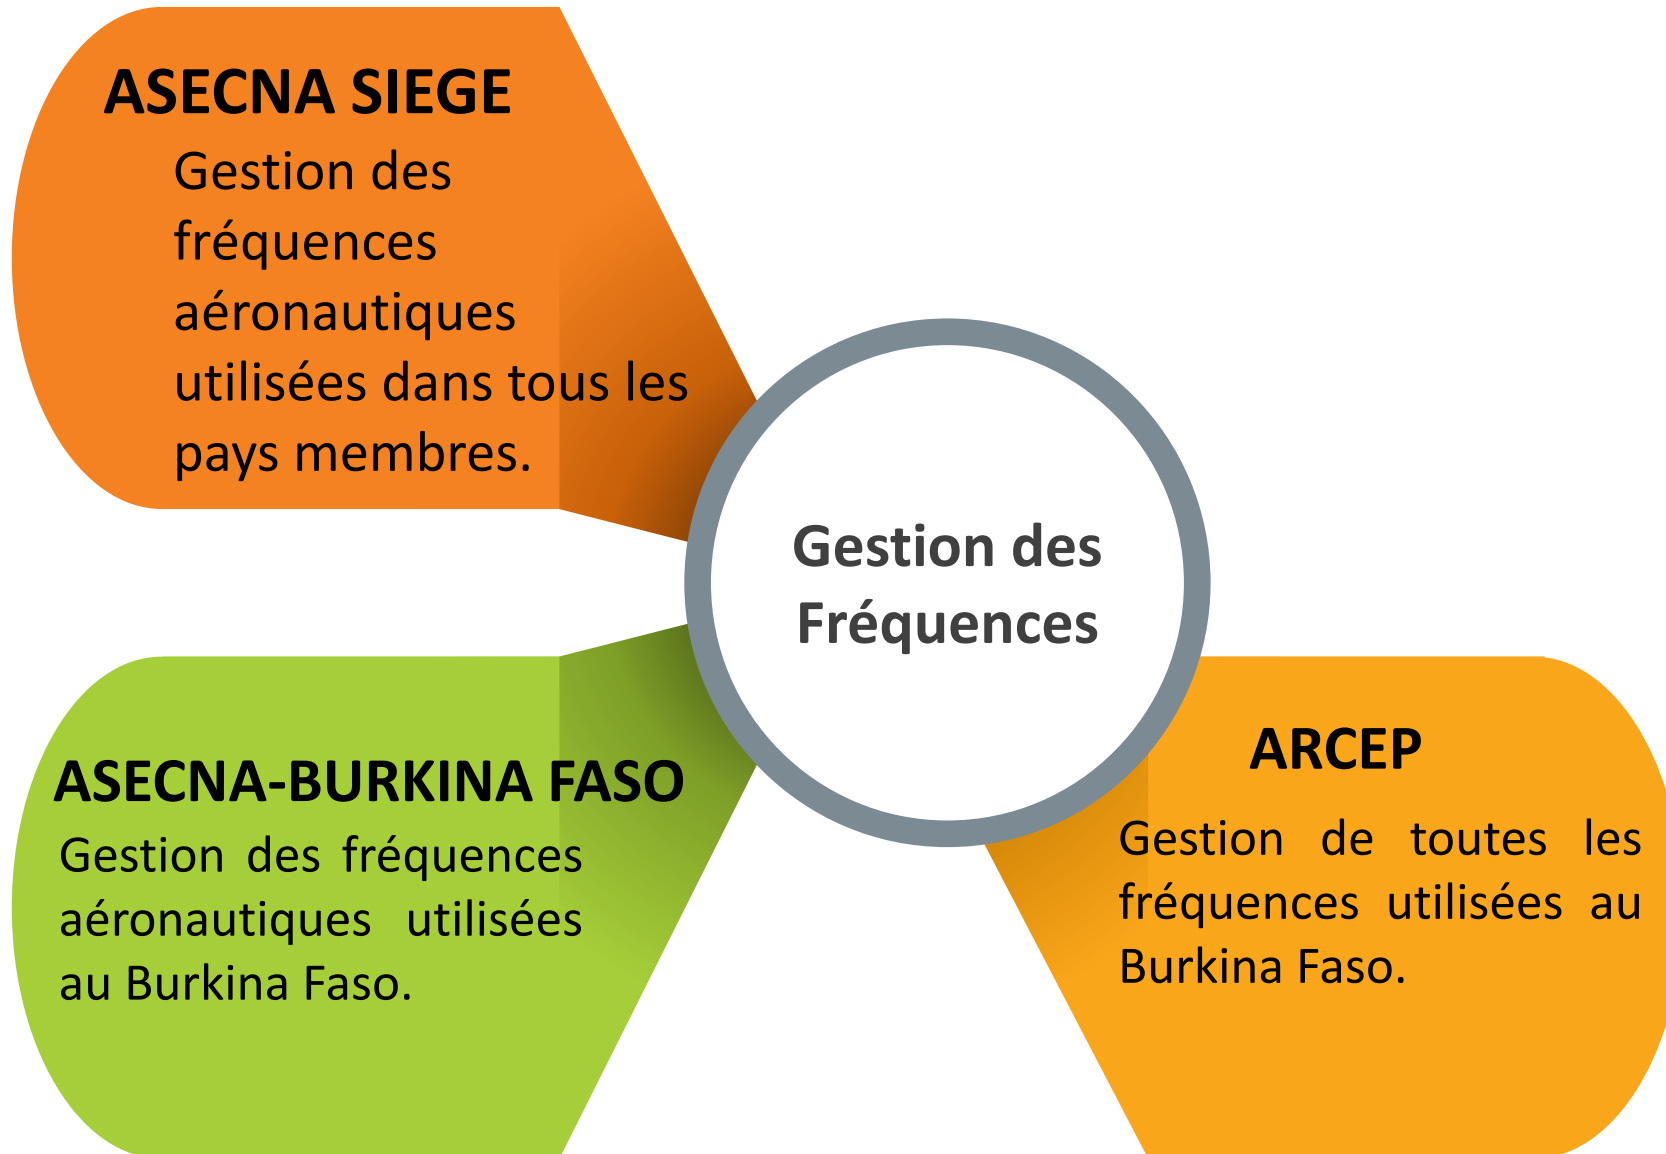 ASECNA SIEGE
Gestion des
fréquences
aéronautiques
utilisées dans tous les
pays membres.
Gestion des
Fréquences
ASECNA-BURKINA FASO
Gestion des fréquences
aéronautiques utilisées
au Burkina Faso.
ARCEP
Gestion de toutes les
fréquences utilisées au
Burkina Faso.